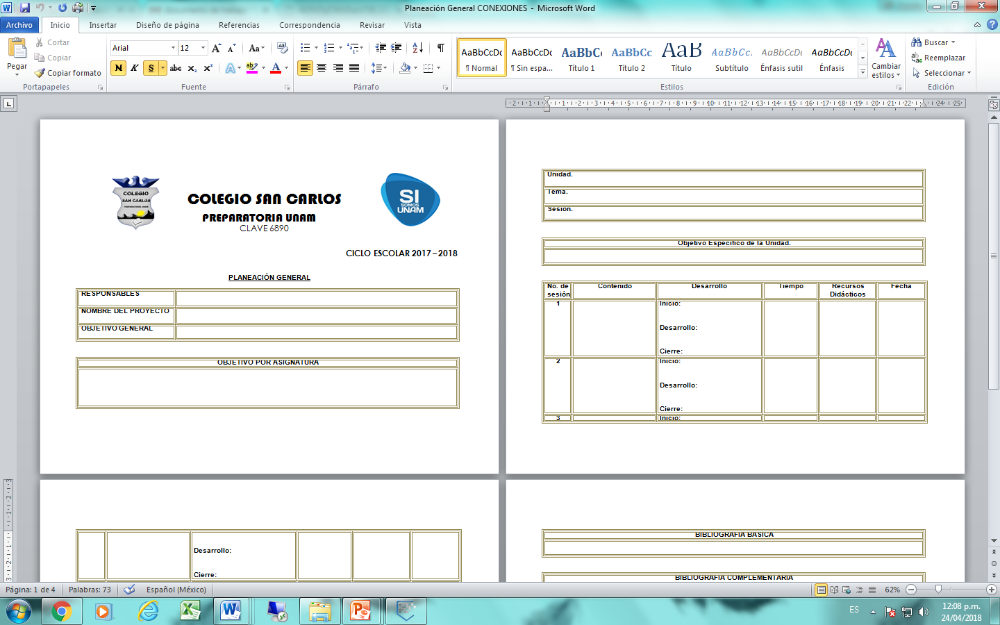 Planeación General CONEXIONES - Microsoft Word
Archivo Inicio Insertar Diseño de página Referencias Correspondencia Revisar Vista
Pegar
Cortar
Copiar
Copiar formato
Portapapeles
Arial 12
N K S abc x₂ x²
Fuente
Párrafo
AaBbCcDc AaBbCcDc AaBbCc AaBbCc AaB AaBbCc. AaBbCcDc AaBbCcDc
¶ Normal ¶ Sin espa... Título 1 Título 2 Título Subtítulo Énfasis sutil Énfasis
Estilos
Cambiar
estilos
Buscar
Reemplazar
Seleccionar
Edición
COLEGIO
SAN CARLOS
PREPARATORIA UNAM
COLEGIO SAN CARLOS
PREPARATORIA UNAM
CLAVE 6890
SI
SOMOS
UNAM
CICLO ESCOLAR 2017 – 2018
PLANEACIÓN GENERAL
RESPONSABLES
NOMBRE DEL PROYECTO
OBJETIVO GENERAL
OBJETIVO POR ASIGNATURA
Unidad.
Tema.
Sesión.
Objetivo Específico de la Unidad.
No. de sesión Contenido Desarrollo Tiempo Recursos Didácticos Fecha
1 Inicio:
Desarrollo:
Cierre:
2 Inicio:
Desarrollo:
Cierre:
3 Inicio:
Desarrollo:
Cierre:
BIBLIOGRAFÍA BÁSICA
BIBLIOGRAFÍA COMPLEMENTARIA
Página: 1 de 4 Palabras: 73 Español (México) 62%
ES 12:08 p.m.
24/04/2018